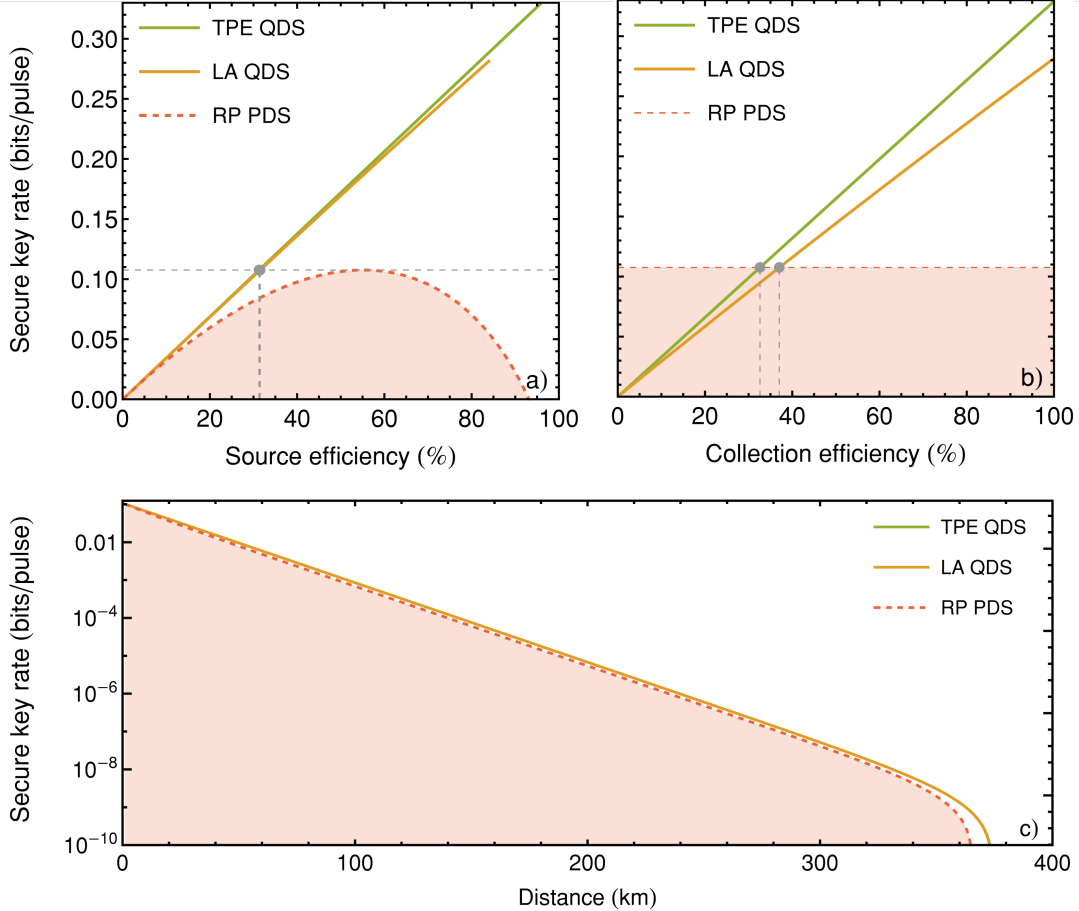 Secure key rate (bits/pulse)
0.30
0.25
0.20
0.15
0.10
0.05
0.00
TPE QDS
LA QDS
RP PDS
a)
0 20 40 60 80 100
Source efficiency (%)
TPE QDS
LA QDS
RP PDS
b)
0 20 40 60 80 100
Collection efficiency (%)
Secure key rate (bits/pulse)
0.01
10⁻⁴
10⁻⁶
10⁻⁸
10⁻¹⁰
TPE QDS
LA QDS
RP PDS
c)
0 100 200 300 400
Distance (km)